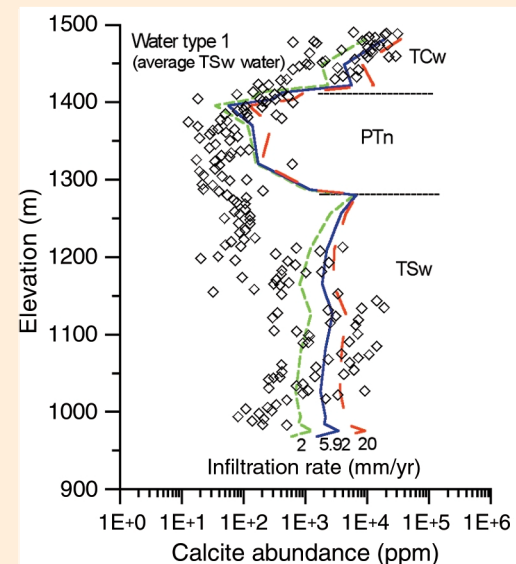 1500
1400
1300
1200
1100
1000
900
Elevation (m)
Water type 1
(average TSw water)
TCw
PTn
TSw
2 5.92 20
Infiltration rate (mm/yr)
1E+0 1E+1 1E+2 1E+3 1E+4 1E+5 1E+6
Calcite abundance (ppm)